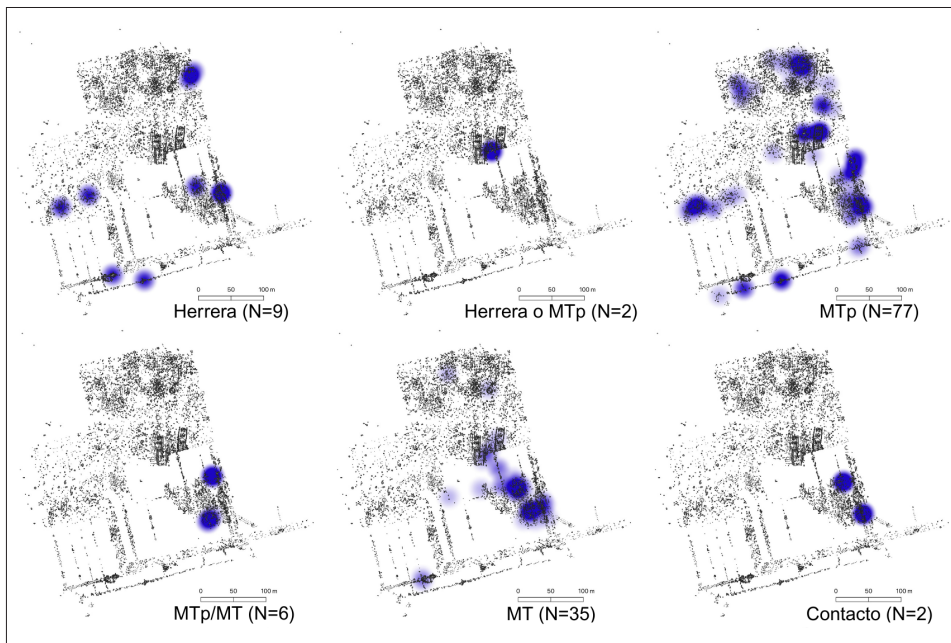 0 50 100 m
Herrera (N=9)
0 50 100 m
Herrera o MTp (N=2)
0 50 100 m
MTp (N=77)
0 50 100 m
MTp/MT (N=6)
0 50 100 m
MT (N=35)
0 50 100 m
Contacto (N=2)